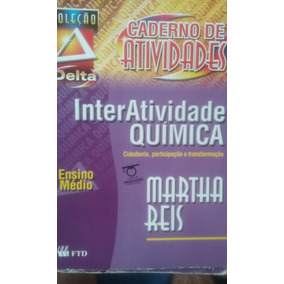 COLEÇÃO
Delta
CADERNO DE
ATIVIDADES
InterAtividade
QUÍMICA
Cidadania, participação e transformação
Ensino
Médio
MARTHA
REIS
FTD